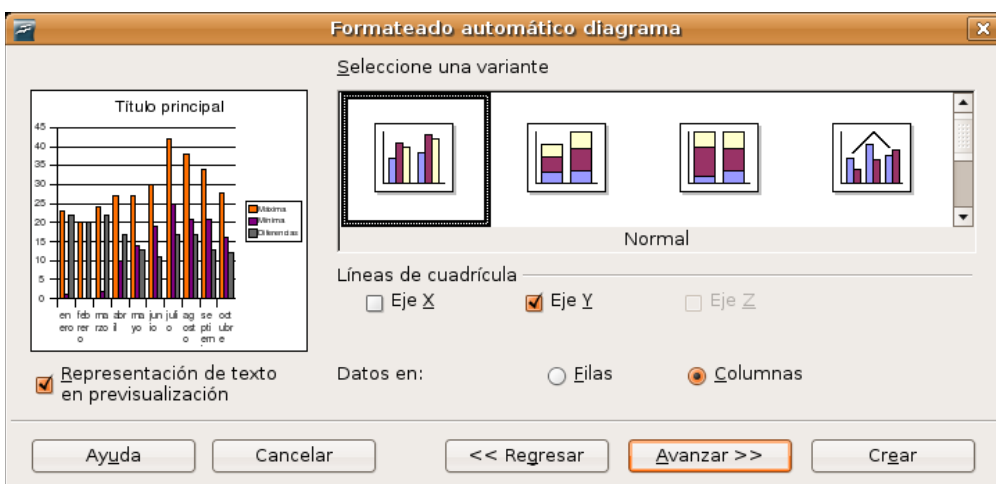 Formateado automático diagrama
Seleccione una variante
Título principal
45
40
35
30
25
20
15
10
5
0
Máxima
Mínima
Diferencias
en feb ma abr ma jun juli ag se oct
ero rer rzo il yo io o ost pti ubr
o o em e
Normal
Líneas de cuadrícula
Eje X
Eje Y
Eje Z
Representación de texto
en previsualización
Datos en:
Filas
Columnas
Ayuda
Cancelar
<< Regresar
Avanzar >>
Crear